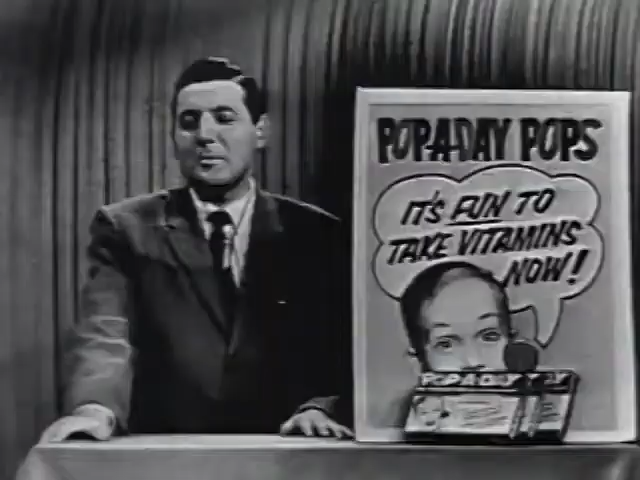 POP-A-DAY POPS
IT'S FUN TO
TAKE VITAMINS
NOW!
POP-A-DAY